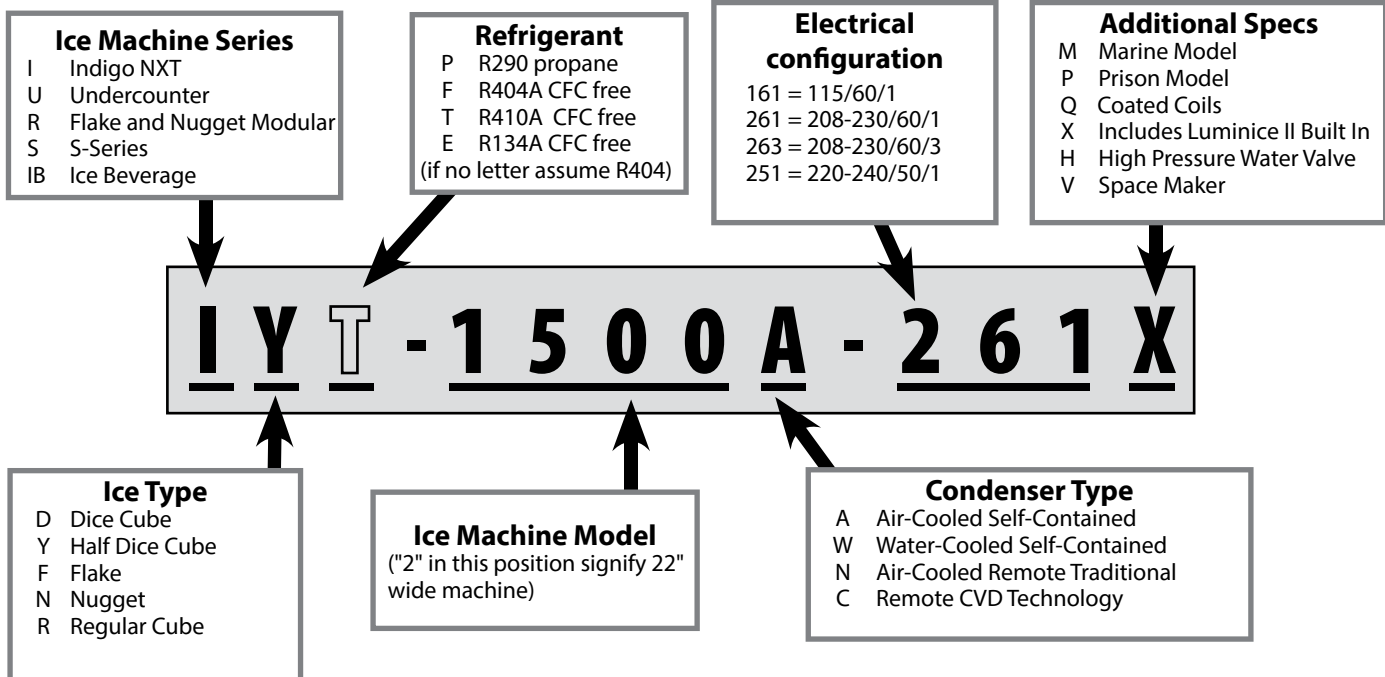 Ice Machine Series
I Indigo NXT
U Undercounter
R Flake and Nugget Modular
S S-Series
IB Ice Beverage
Refrigerant
P R290 propane
F R404A CFC free
T R410A CFC free
E R134A CFC free
(if no letter assume R404)
Electrical
configuration
161 = 115/60/1
261 = 208-230/60/1
263 = 208-230/60/3
251 = 220-240/50/1
Additional Specs
M Marine Model
P Prison Model
Q Coated Coils
X Includes Luminice II Built In
H High Pressure Water Valve
V Space Maker
I Y T - 1 5 0 0 A - 2 6 1 X
Ice Type
D Dice Cube
Y Half Dice Cube
F Flake
N Nugget
R Regular Cube
Ice Machine Model
("2" in this position signify 22"
wide machine)
Condenser Type
A Air-Cooled Self-Contained
W Water-Cooled Self-Contained
N Air-Cooled Remote Traditional
C Remote CVD Technology